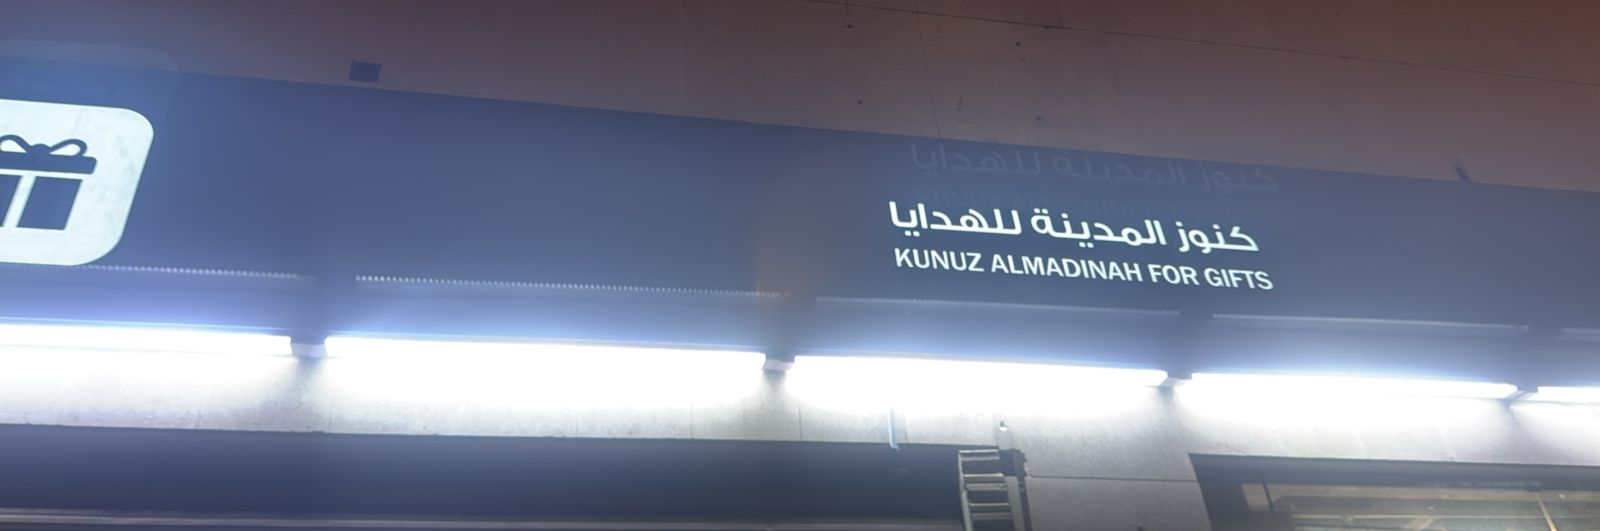 كنوز المدينة للهدايا
KUNUZ ALMADINAH FOR GIFTS